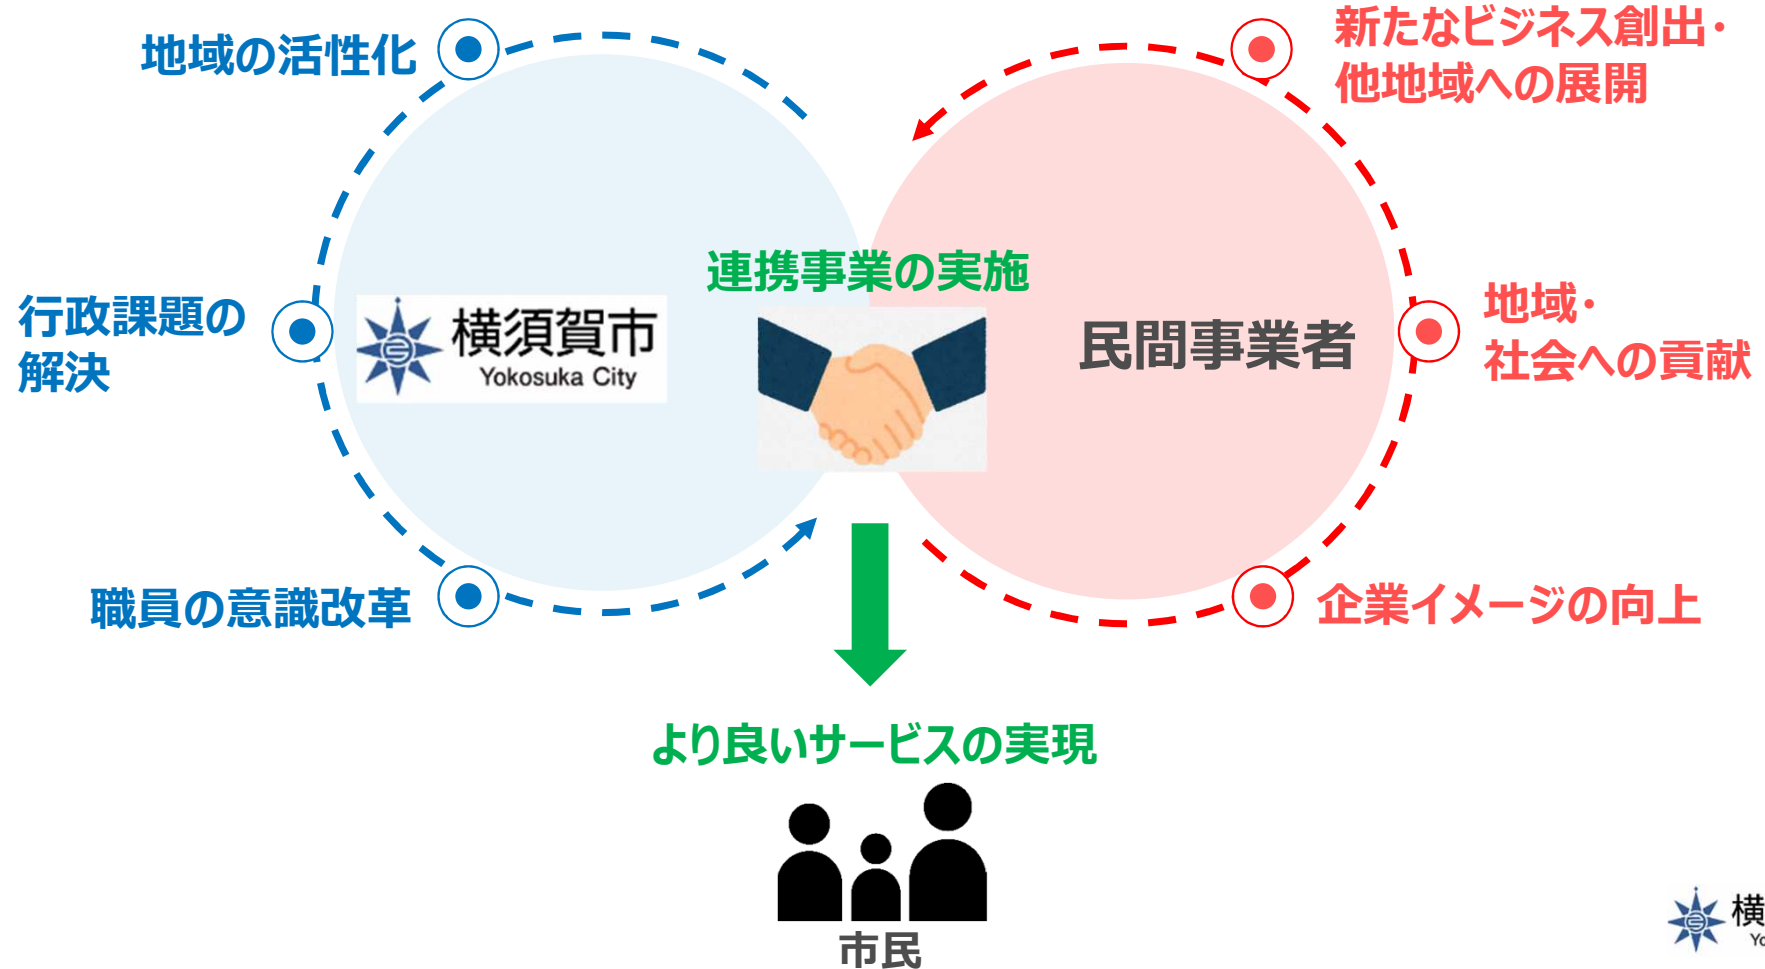 地域の活性化
新たなビジネス創出・
他地域への展開
連携事業の実施
行政課題の
解決
横須賀市
Yokosuka City
民間事業者
地域・
社会への貢献
職員の意識改革
企業イメージの向上
より良いサービスの実現
市民
横
Yo